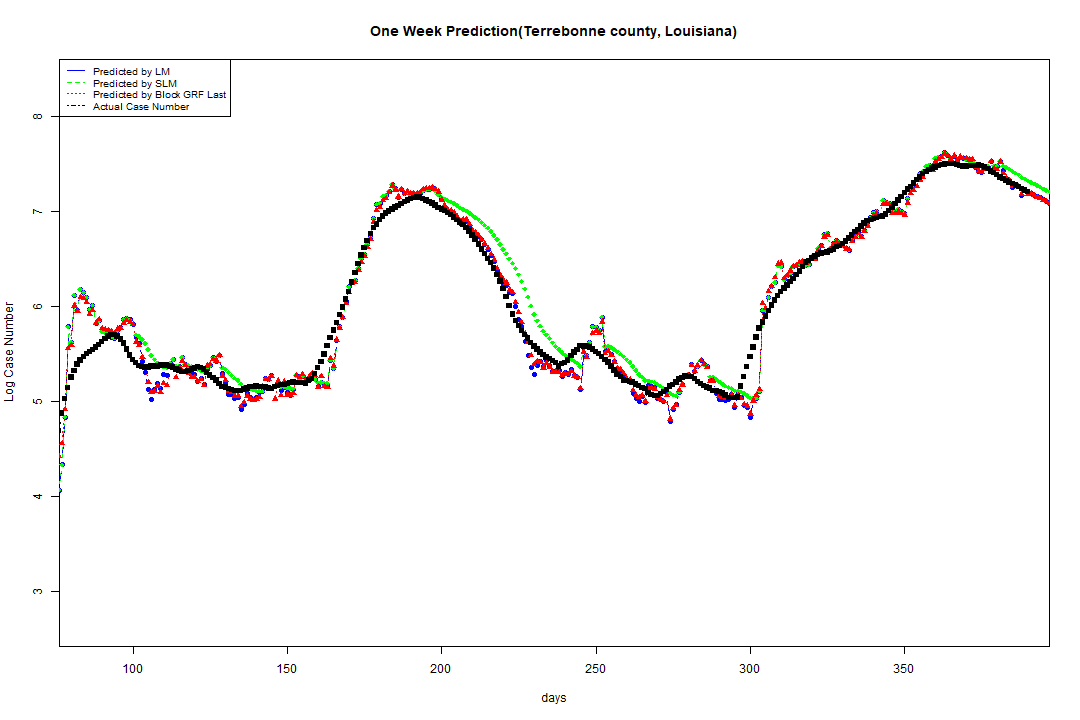 One Week Prediction(Terrebonne county, Louisiana)
Predicted by LM
Predicted by SLM
Predicted by Block GRF Last
Actual Case Number
8
7
6
5
4
3
Log Case Number
100 150 200 250 300 350
days